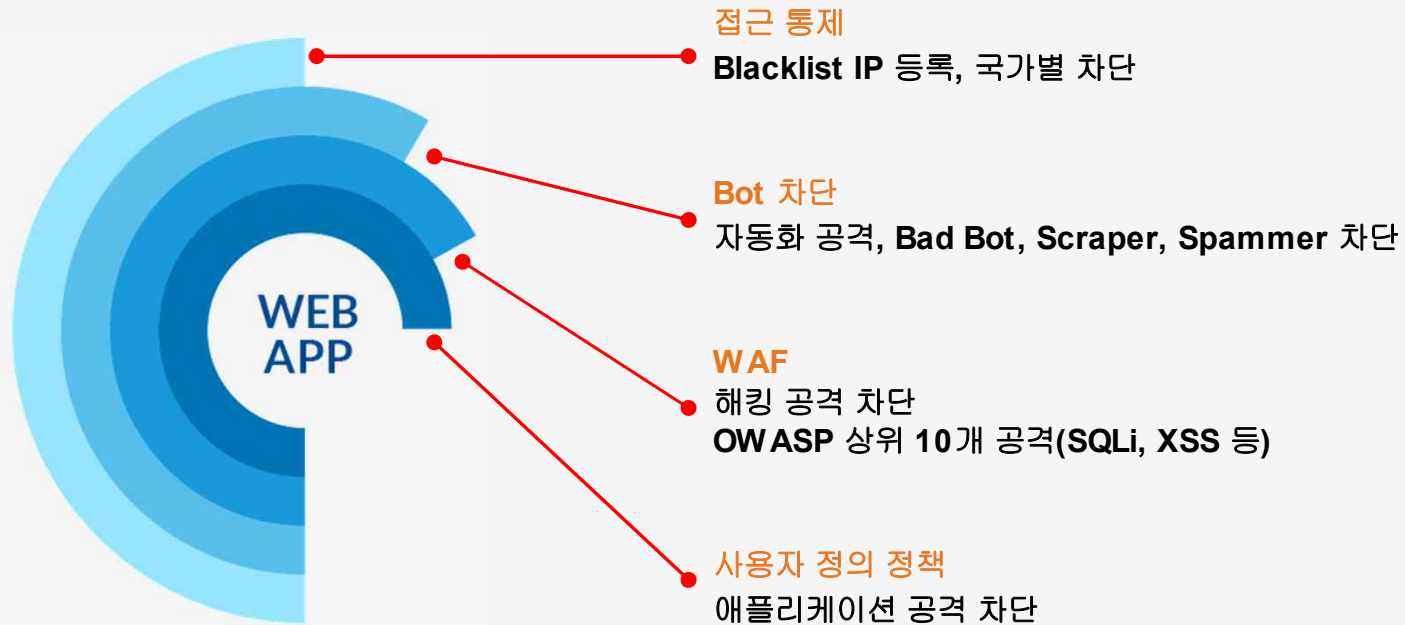 WEB
APP
접근 통제
Blacklist IP 등록, 국가별 차단
Bot 차단
자동화 공격, Bad Bot, Scraper, Spammer 차단
WAF
해킹 공격 차단
OWASP 상위 10개 공격(SQLi, XSS 등)
사용자 정의 정책
애플리케이션 공격 차단